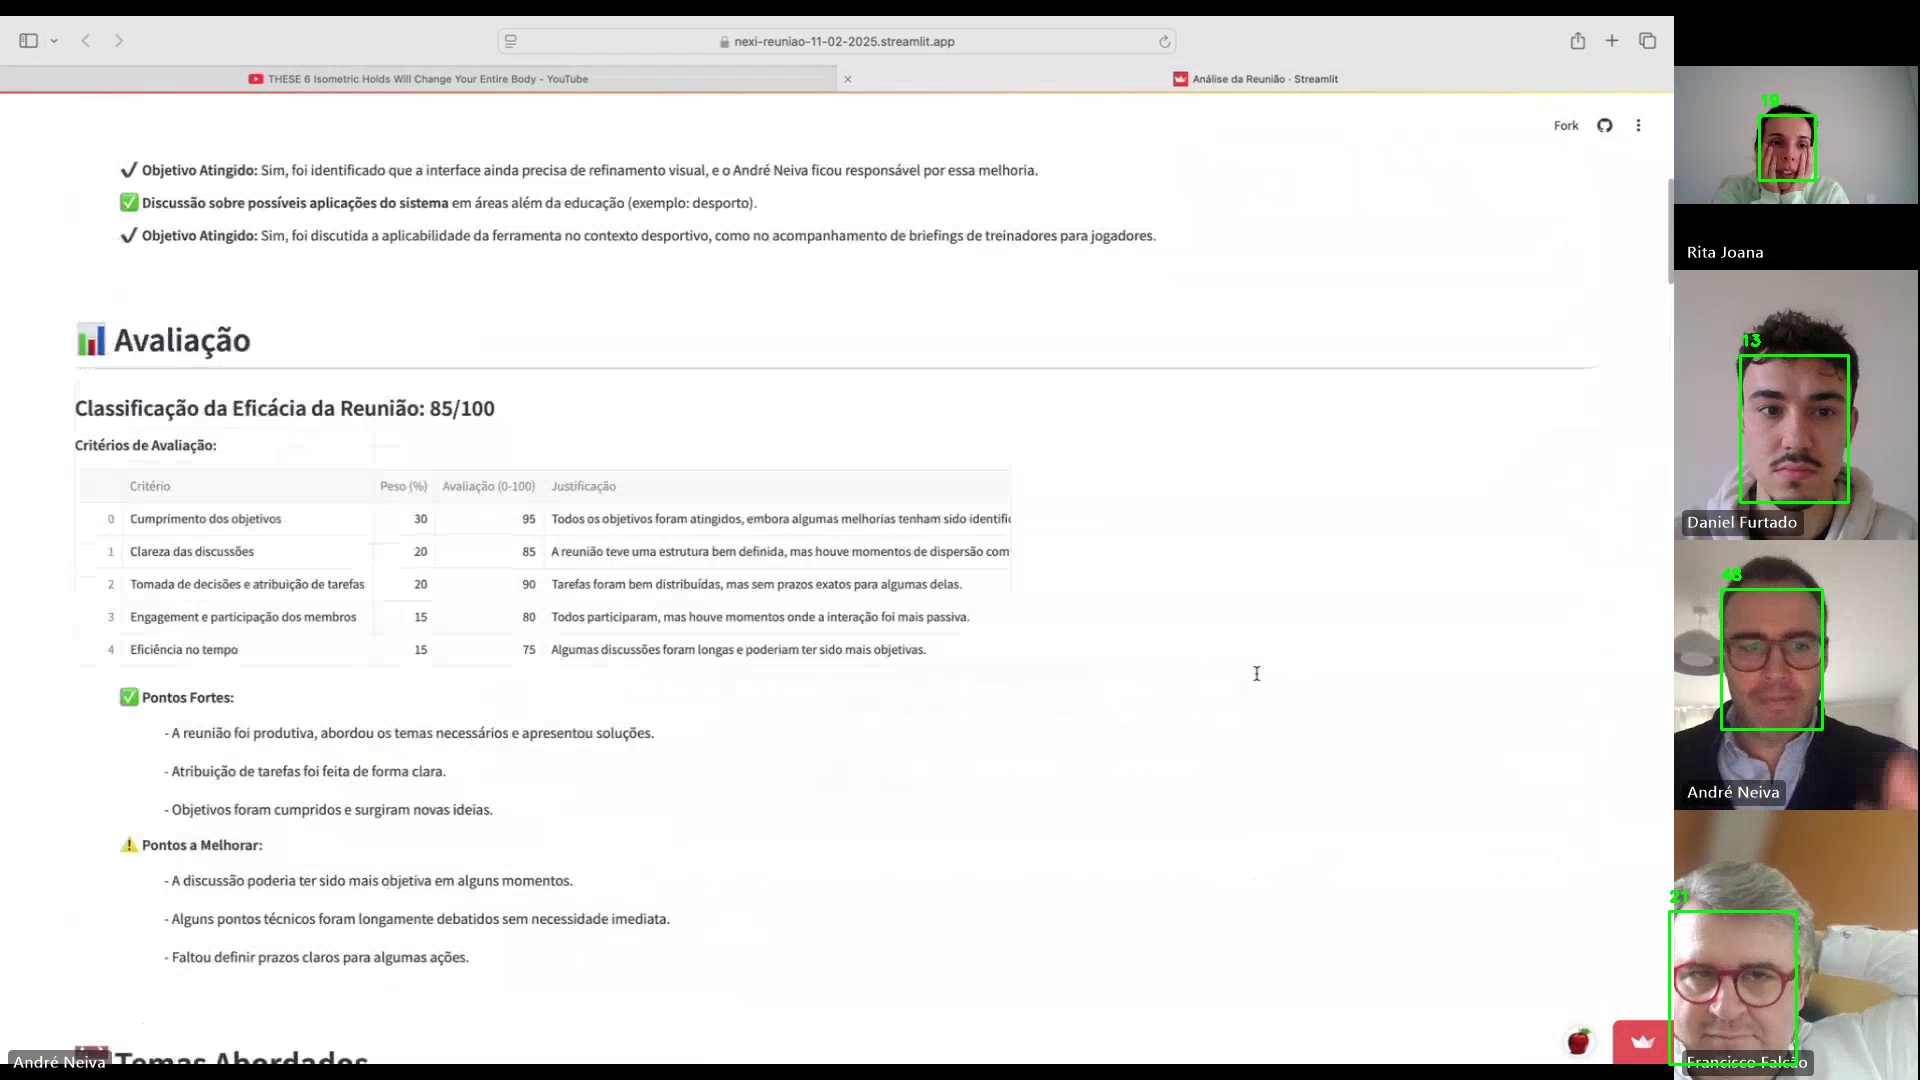 nexi-reuniao-11-02-2025.streamlit.app
THESE 6 Isometric Holds Will Change Your Entire Body - YouTube
Análise da Reunião · Streamlit
Fork
✔ Objetivo Atingido: Sim, foi identificado que a interface ainda precisa de refinamento visual, e o André Neiva ficou responsável por essa melhoria.
✅ Discussão sobre possíveis aplicações do sistema em áreas além da educação (exemplo: desporto).
✔ Objetivo Atingido: Sim, foi discutida a aplicabilidade da ferramenta no contexto desportivo, como no acompanhamento de briefings de treinadores para jogadores.
📊 Avaliação
Classificação da Eficácia da Reunião: 85/100
Critérios de Avaliação:
Critério Peso (%) Avaliação (0-100) Justificação
0 Cumprimento dos objetivos 30 95 Todos os objetivos foram atingidos, embora algumas melhorias tenham sido identific
1 Clareza das discussões 20 85 A reunião teve uma estrutura bem definida, mas houve momentos de dispersão com
2 Tomada de decisões e atribuição de tarefas 20 90 Tarefas foram bem distribuídas, mas sem prazos exatos para algumas delas.
3 Engagement e participação dos membros 15 80 Todos participaram, mas houve momentos onde a interação foi mais passiva.
4 Eficiência no tempo 15 75 Algumas discussões foram longas e poderiam ter sido mais objetivas.
✅ Pontos Fortes:
- A reunião foi produtiva, abordou os temas necessários e apresentou soluções.
- Atribuição de tarefas foi feita de forma clara.
- Objetivos foram cumpridos e surgiram novas ideias.
⚠️ Pontos a Melhorar:
- A discussão poderia ter sido mais objetiva em alguns momentos.
- Alguns pontos técnicos foram longamente debatidos sem necessidade imediata.
- Faltou definir prazos claros para algumas ações.
Temas Abordados
André Neiva
19
Rita Joana
13
Daniel Furtado
48
André Neiva
21
Francisco Falcão